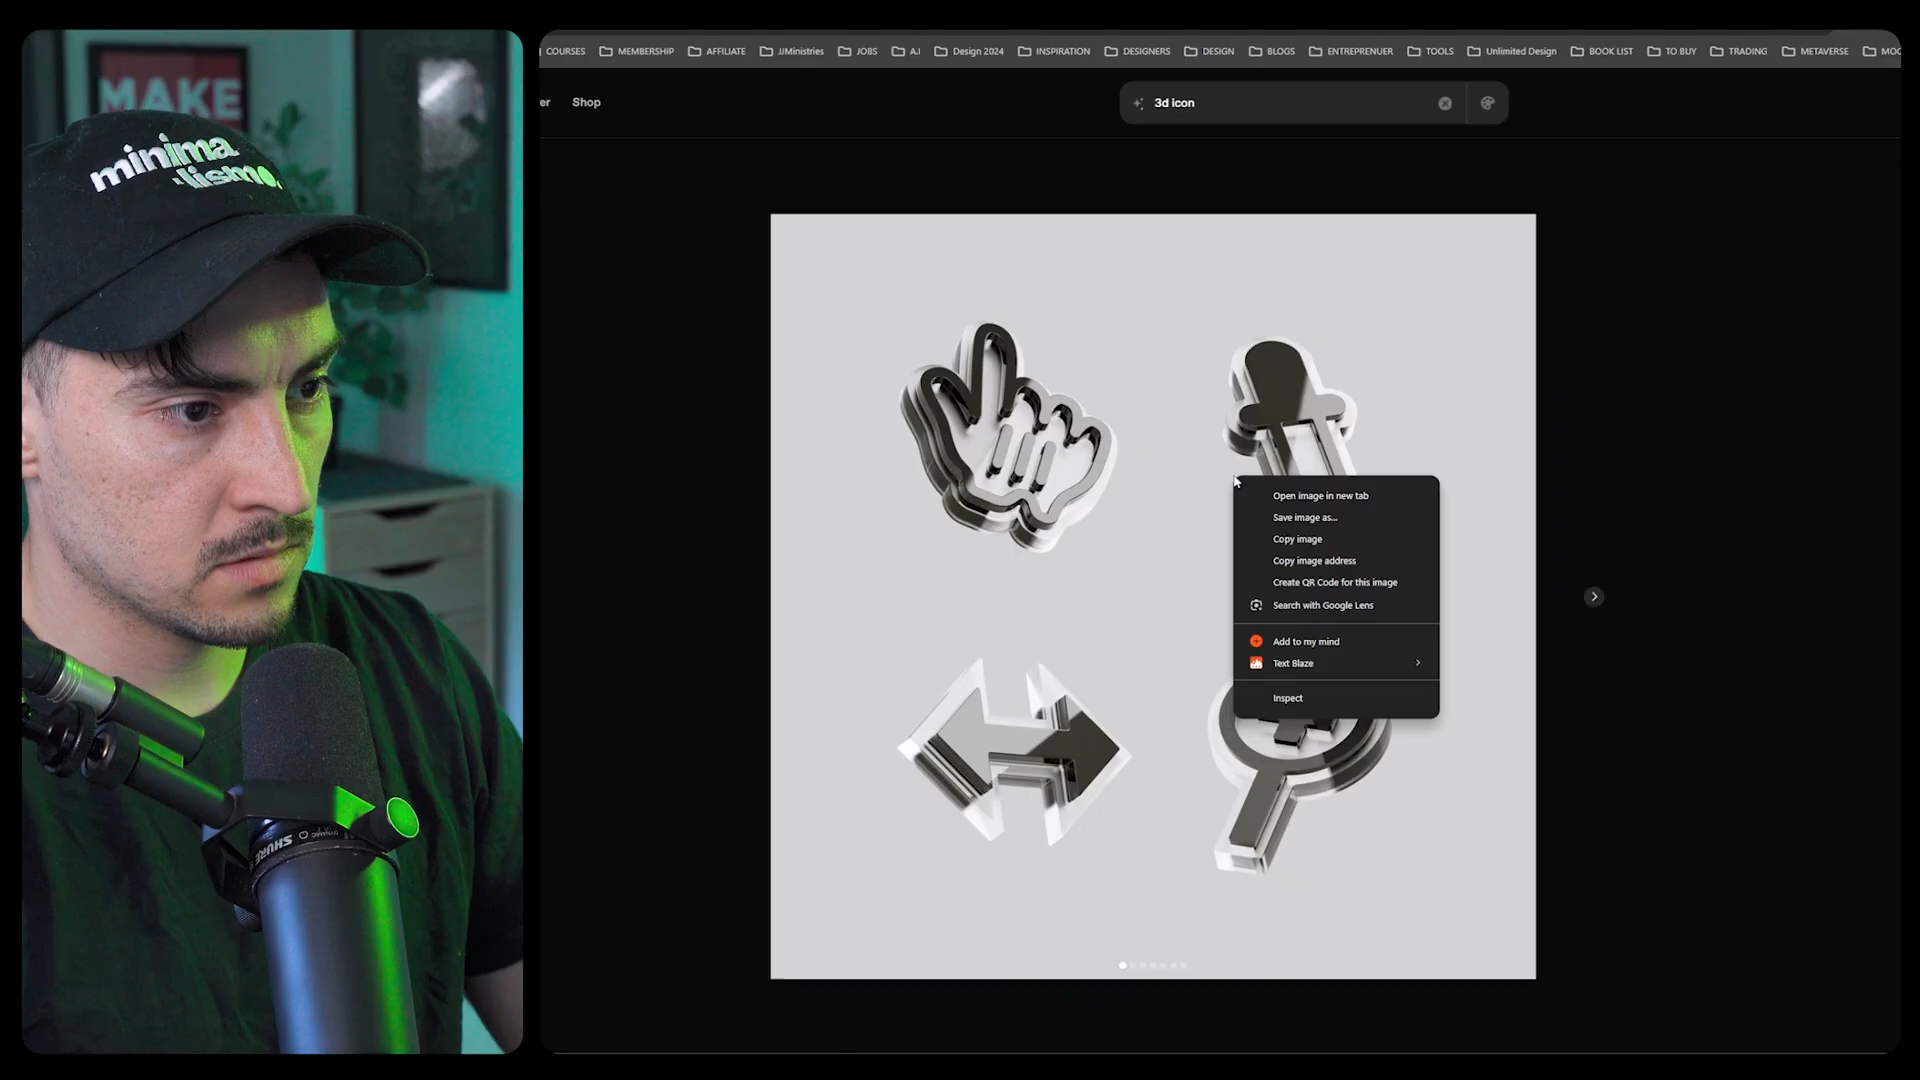 MAKE
minima
lismo.
SHURE
COURSES MEMBERSHIP AFFILIATE JJMinistries JOBS A.I Design 2024 INSPIRATION DESIGNERS DESIGN BLOGS ENTREPRENUER TOOLS Unlimited Design BOOK LIST TO BUY TRADING METAVERSE MOC
er Shop
3d icon
Open image in new tab
Save image as...
Copy image
Copy image address
Create QR Code for this image
Search with Google Lens
Add to my mind
Text Blaze
Inspect